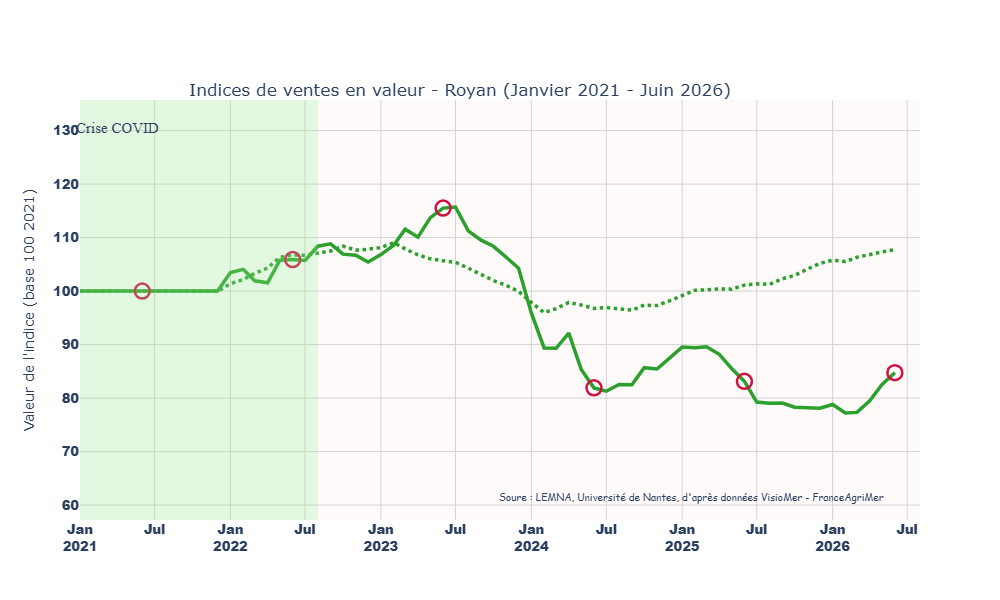 Indices de ventes en valeur - Royan (Janvier 2021 - Juin 2026)
Crise COVID
Valeur de l'indice (base 100 2021)
130
120
110
100
90
80
70
60
Soure : LEMNA, Université de Nantes, d'après données VisioMer - FranceAgriMer
Jan Jul Jan Jul Jan Jul Jan Jul Jan Jul Jan Jul
2021 2022 2023 2024 2025 2026